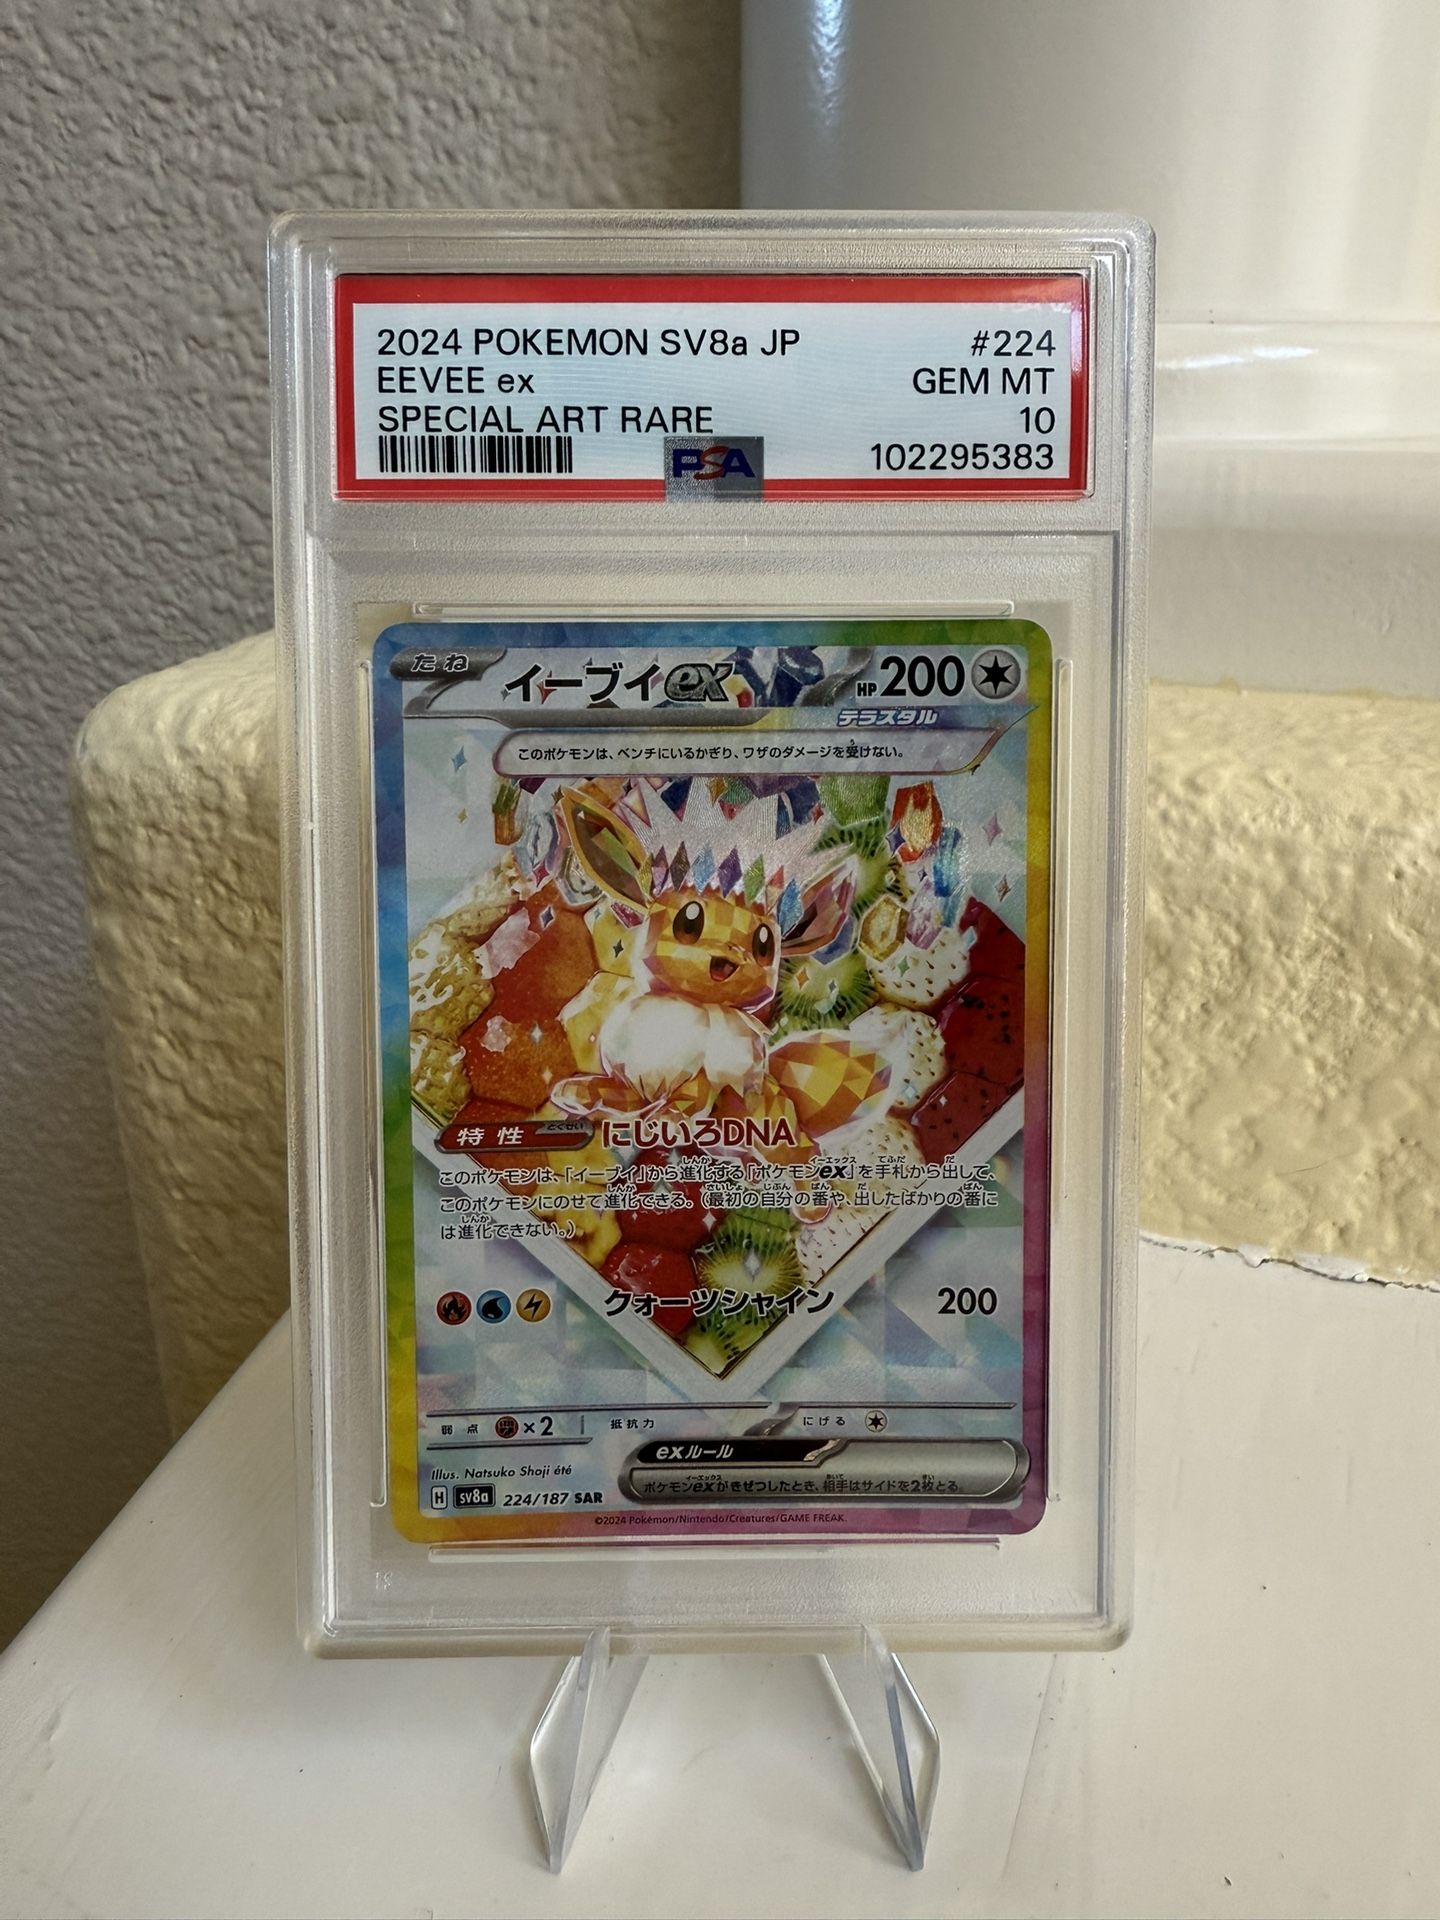 2024 POKEMON SV8a JP #224
EEVEE ex GEM MT
SPECIAL ART RARE 10
PSA 102295383
たね イーブイex HP200
テラスタル
このポケモンは、ベンチにいるかぎり、ワザのダメージを受けない。
特性 とくせい にじいろDNA
このポケモンは、「イーブイ」から進化する「ポケモンex」を手札から出して、
このポケモンにのせて進化できる。（最初の自分の番や、出したばかりの番に
は進化できない。）
クォーツシャイン 200
弱点 ×2 抵抗力 にげる
exルール
ポケモンexがきぜつしたとき、相手はサイドを2枚とる。
Illus. Natsuko Shoji été
H sv8a 224/187 SAR
©2024 Pokémon/Nintendo/Creatures/GAME FREAK.